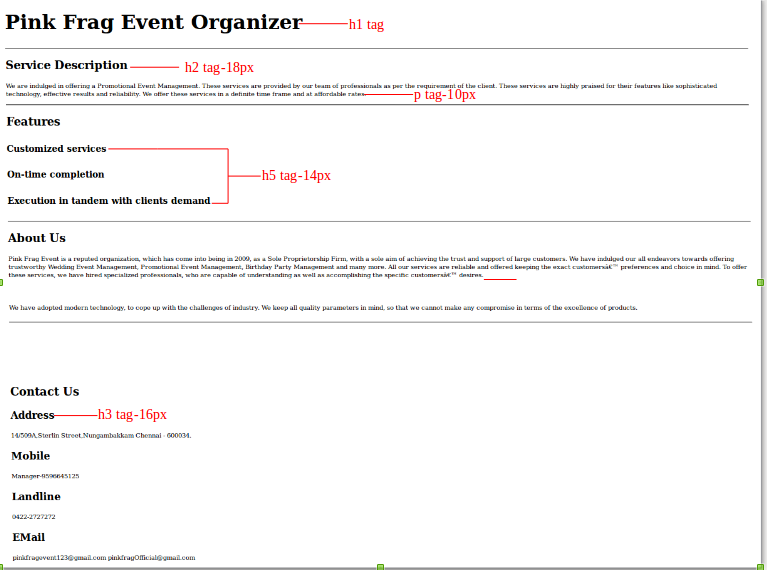 Pink Frag Event Organizer h1 tag
Service Description h2 tag-18px
We are indulged in offering a Promotional Event Management. These services are provided by our team of professionals as per the requirement of the client. These services are highly praised for their features like sophisticated
technology, effective results and reliability. We offer these services in a definite time frame and at affordable rates. p tag-10px
Features
Customized services
On-time completion h5 tag-14px
Execution in tandem with clients demand
About Us
Pink Frug Event is a reputed organization, which has come into being in 2009, as a Sole Proprietorship Firm, with a sole aim of achieving the trust and support of large customers. We have indulged our all endeavors towards offering
trustworthy Wedding Event Management, Promotional Event Management, Birthday Party Management and many more. All our services are reliable and offered keeping the exact customersâ€™ preferences and choice in mind. To offer
these services, we have hired specialized professionals, who are capable of understanding as well as accomplishing the specific customersâ€™ desires.
We have adopted modern technology, to cope up with the challenges of industry. We keep all quality parameters in mind, so that we cannot make any compromise in terms of the excellence of products.
Contact Us
Address h3 tag-16px
14/509A,Sterlin Street,Nungambakkam Chennai - 600034.
Mobile
Manager-9596645125
Landline
0422-2727272
EMail
pinkfragevent123@gmail.com pinkfragOfficial@gmail.com